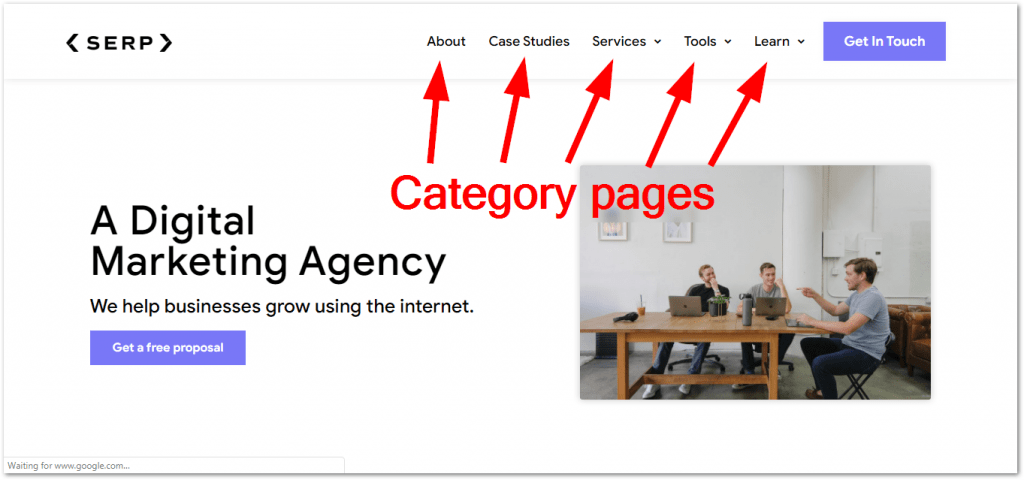 SERP
About
Case Studies
Services
Tools
Learn
Get In Touch
Category pages
A Digital
Marketing Agency
We help businesses grow using the internet.
Get a free proposal
Waiting for www.google.com...